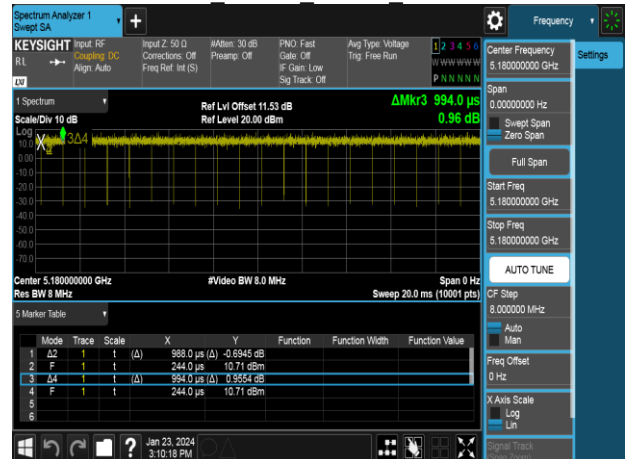 Spectrum Analyzer 1
Swept SA
Frequency
KEYSIGHT
RL
Input: RF
Coupling: DC
Align: Auto
Input Z: 50 Ω
Corrections: Off
Freq Ref: Int (S)
#Atten: 30 dB
Preamp: Off
PNO: Fast
Gate: Off
IF Gain: Low
Sig Track: Off
Avg Type: Voltage
Trig: Free Run
1 2 3 4 5 6
W W W W W W
P N N N N N
LXI
1 Spectrum
Scale/Div 10 dB
Ref Lvl Offset 11.53 dB
Ref Level 20.00 dBm
ΔMkr3 994.0 µs
0.96 dB
Log
10.0
0.00
-10.0
-20.0
-30.0
-40.0
-50.0
-60.0
-70.0
3Δ4
Center 5.180000000 GHz
Res BW 8 MHz
#Video BW 8.0 MHz
Span 0 Hz
Sweep 20.0 ms (10001 pts)
5 Marker Table
Mode Trace Scale X Y Function Function Width Function Value
1 Δ2 1 t (Δ) 988.0 µs (Δ) -0.6945 dB
2 F 1 t 244.0 µs 10.71 dBm
3 Δ4 1 t (Δ) 994.0 µs (Δ) 0.9554 dB
4 F 1 t 244.0 µs 10.71 dBm
5
6
Jan 23, 2024
3:10:18 PM
Settings
Center Frequency
5.180000000 GHz
Span
0.00000000 Hz
Swept Span
Zero Span
Full Span
Start Freq
5.180000000 GHz
Stop Freq
5.180000000 GHz
AUTO TUNE
CF Step
8.000000 MHz
Auto
Man
Freq Offset
0 Hz
X Axis Scale
Log
Lin
Signal Track
(Span Zoom)